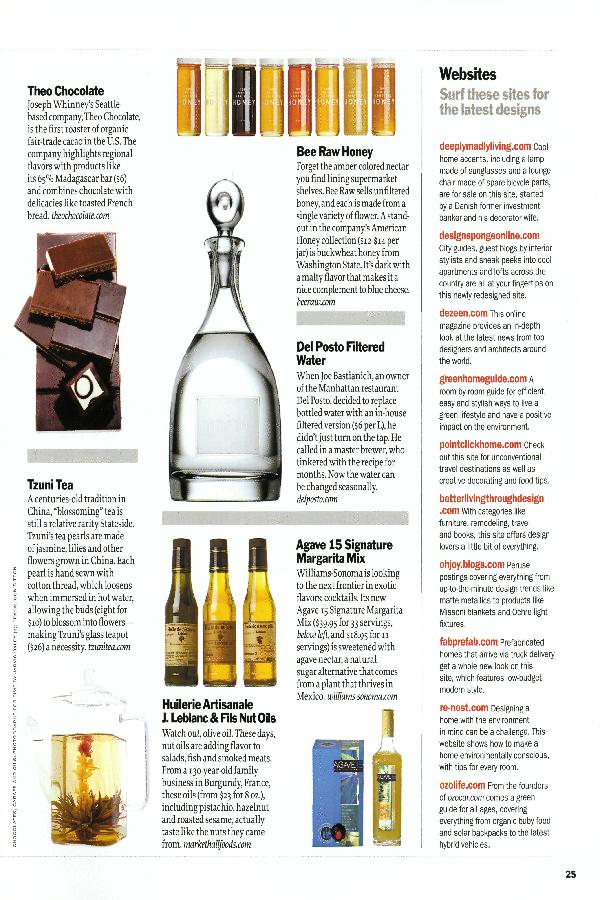 Theo Chocolate
Joseph Whinney's Seattle
based company, Theo Chocolate,
is the first roaster of organic
fair-trade cacao in the U.S. The
company highlights regional
flavors with products like
its 65% Madagascar bar ($6)
and combines chocolate with
delicacies like toasted French
bread. theochocolate.com
Tzuni Tea
A centuries-old tradition in
China, "blossoming" tea is
still a relative rarity Stateside.
Tzuni's tea pearls are made
of jasmine, lilies and other
flowers grown in China. Each
pearl is hand sewn with
cotton thread, which loosens
when immersed in hot water,
allowing the buds (eight for
$10) to blossom into flowers—
making Tzuni's glass teapot
($26) a necessity. tzunitea.com
HONEY
HONEY
HONEY
HONEY
HONEY
HONEY
HONEY
HONEY
Bee Raw Honey
Forget the amber colored nectar
you find lining supermarket
shelves. Bee Raw sells unfiltered
honey, and each is made from a
single variety of flower. A stand-
out in the company's American
Honey collection ($12-$14 per
jar) is buckwheat honey from
Washington State. It's dark with
a malty flavor that makes it a
nice complement to blue cheese.
beeraw.com
Del Posto Filtered
Water
When Joe Bastianich, an owner
of the Manhattan restaurant
Del Posto, decided to replace
bottled water with an in-house
filtered version ($6 per L), he
didn't just turn on the tap. He
called in a master brewer, who
tinkered with the recipe for
months. Now the water can
be changed seasonally.
delposto.com
Agave 15 Signature
Margarita Mix
Williams-Sonoma is looking
to the next frontier in exotic
flavors: cocktails. Its new
Agave 15 Signature Margarita
Mix ($39.95 for 33 servings,
below left, and $18.95 for 11
servings) is sweetened with
agave nectar, a natural
sugar alternative that comes
from a plant that thrives in
Mexico. williams-sonoma.com
AGAVE
AGAVE
Huilerie Artisanale
J. Leblanc & Fils Nut Oils
Watch out, olive oil. These days,
nut oils are adding flavor to
salads, fish and smoked meats.
From a 130-year-old family
business in Burgundy, France,
these oils (from $23 for 8 oz.),
including pistachio, hazelnut
and roasted sesame, actually
taste like the nuts they came
from. markethallfoods.com
Websites
Surf these sites for
the latest designs
deeplymadlyliving.com Cool
home accents, including a lamp
made of sunglasses and a lounge
chair made of spare bicycle parts,
are for sale on this site, started
by a Danish former investment
banker and his decorator wife.
designspongeonline.com
City guides, guest blogs by interior
stylists and sneak peeks into cool
apartments and lofts across the
country are all at your fingertips on
this newly redesigned site.
dezeen.com This online
magazine provides an in-depth
look at the latest news from top
designers and architects around
the world.
greenhomeguide.com A
room by room guide for efficient,
easy and stylish ways to live a
green lifestyle and have a positive
impact on the environment.
pointclickhome.com Check
out this site for unconventional
travel destinations as well as
creative decorating and food tips.
betterlivingthroughdesign
.com With categories like
furniture, remodeling, travel
and books, this site offers design
lovers a little bit of everything.
ohjoy.blogs.com Peruse
postings covering everything from
up-to-the-minute design trends like
matte metallics to products like
Missoni blankets and Ochre light
fixtures.
fabprefab.com Prefabricated
homes that arrive via truck delivery
get a whole new look on this
site, which features low-budget
modern style.
re-nest.com Designing a
home with the environment
in mind can be a challenge. This
website shows how to make a
home environmentally conscious,
with tips for every room.
ozolife.com From the founders
of ozocar.com comes a green
guide for all ages, covering
everything from organic baby food
and solar backpacks to the latest
hybrid vehicles.
25